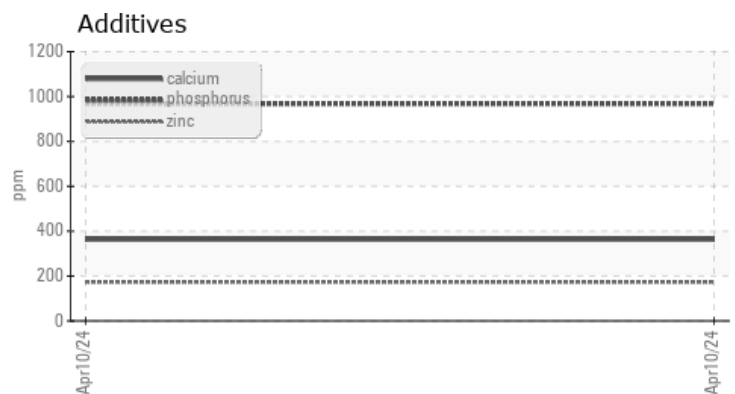 Additives
1200
1000
800
600
400
200
0
ppm
calcium
phosphorus
zinc
Apr10/24
Apr10/24